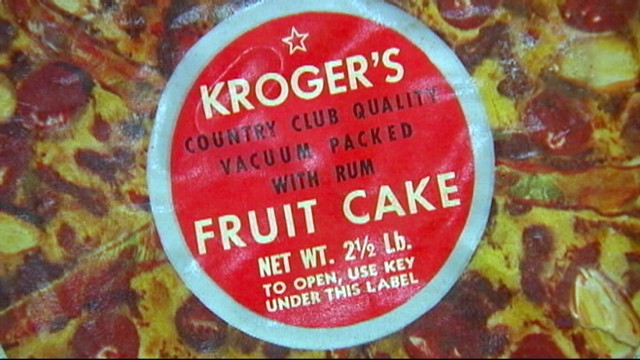 KROGER'S
COUNTRY CLUB QUALITY
VACUUM PACKED
WITH RUM
FRUIT CAKE
NET WT. 2½ Lb.
TO OPEN, USE KEY
UNDER THIS LABEL